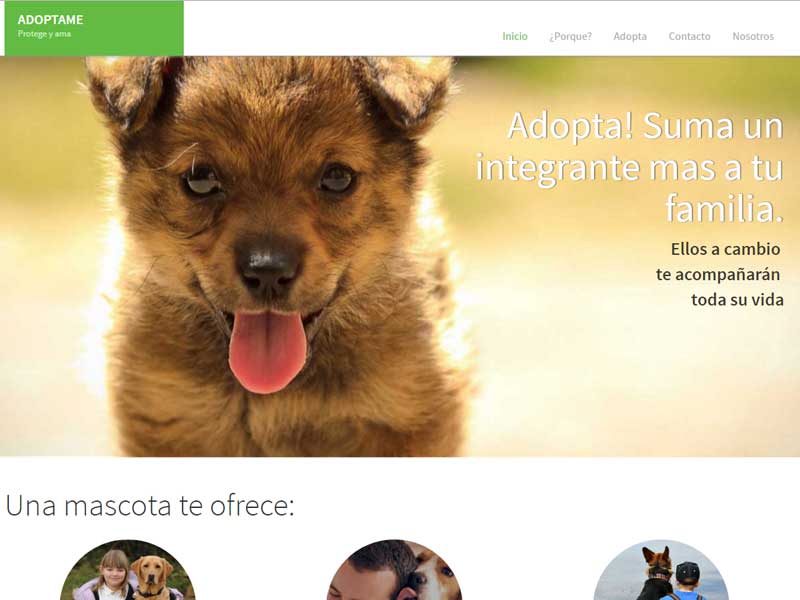 ADOPTAME
Protege y ama
Inicio ¿Porque? Adopta Contacto Nosotros
Adopta! Suma un
integrante mas a tu
familia.
Ellos a cambio
te acompañarán
toda su vida
Una mascota te ofrece: